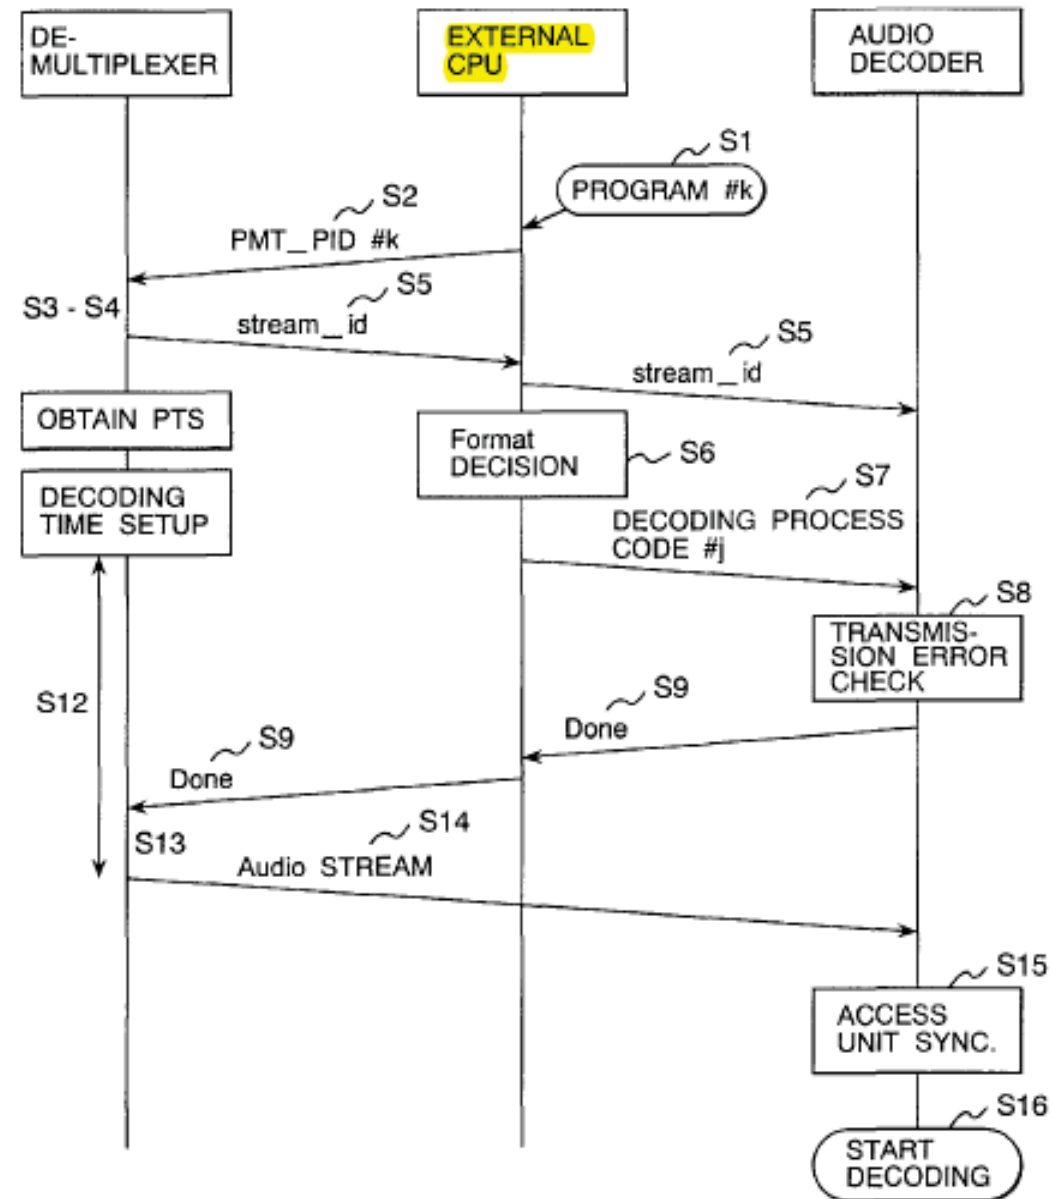 DE-
MULTIPLEXER
EXTERNAL
CPU
AUDIO
DECODER
S1
PROGRAM #k
S2
PMT_PID #k
S3 - S4
S5
stream_id
S5
stream_id
OBTAIN PTS
Format
DECISION
S6
DECODING
TIME SETUP
S7
DECODING PROCESS
CODE #j
S8
TRANSMIS-
SION ERROR
CHECK
S12
S9
Done
S9
Done
S13
S14
Audio STREAM
S15
ACCESS
UNIT SYNC.
S16
START
DECODING